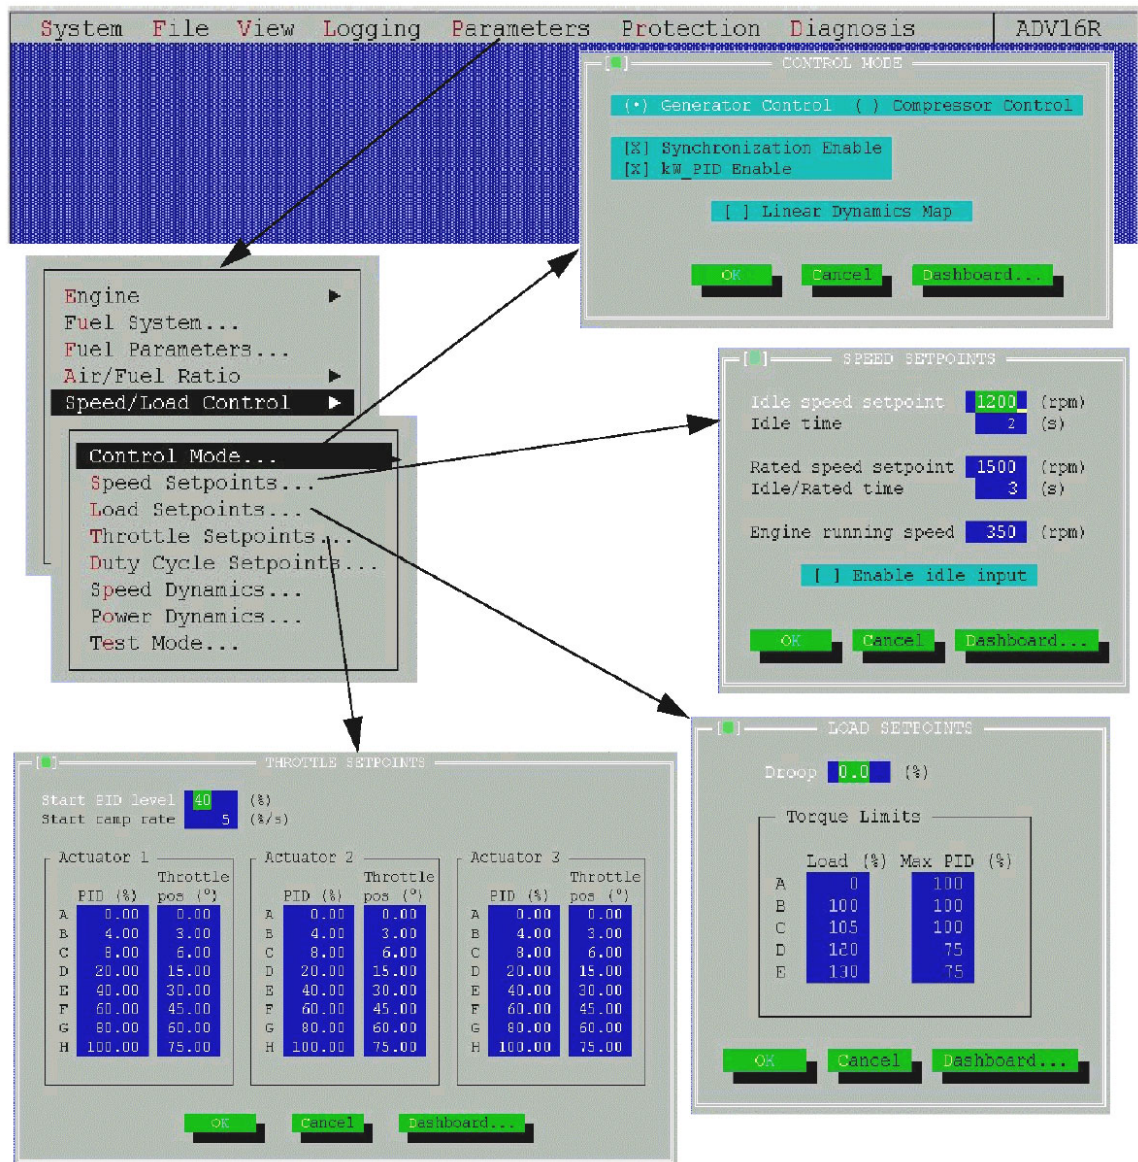 System File View Logging Parameters Protection Diagnosis ADV16R
CONTROL MODE
(•) Generator Control ( ) Compressor Control
[X] Synchronization Enable
[X] kW_PID Enable
[ ] Linear Dynamics Map
OK Cancel Dashboard...
Engine
Fuel System...
Fuel Parameters...
Air/Fuel Ratio
Speed/Load Control
Control Mode...
Speed Setpoints...
Load Setpoints...
Throttle Setpoints...
Duty Cycle Setpoints...
Speed Dynamics...
Power Dynamics...
Test Mode...
SPEED SETPOINTS
Idle speed setpoint 1200 (rpm)
Idle time 2 (s)
Rated speed setpoint 1500 (rpm)
Idle/Rated time 3 (s)
Engine running speed 350 (rpm)
[ ] Enable idle input
OK Cancel Dashboard...
THROTTLE SETPOINTS
Start PID level 40 (%)
Start ramp rate 5 (%/s)
Actuator 1 Actuator 2 Actuator 3
Throttle Throttle Throttle
PID (%) pos (°) PID (%) pos (°) PID (%) pos (°)
A 0.00 0.00 A 0.00 0.00 A 0.00 0.00
B 4.00 3.00 B 4.00 3.00 B 4.00 3.00
C 8.00 6.00 C 8.00 6.00 C 8.00 6.00
D 20.00 15.00 D 20.00 15.00 D 20.00 15.00
E 40.00 30.00 E 40.00 30.00 E 40.00 30.00
F 60.00 45.00 F 60.00 45.00 F 60.00 45.00
G 80.00 60.00 G 80.00 60.00 G 80.00 60.00
H 100.00 75.00 H 100.00 75.00 H 100.00 75.00
OK Cancel Dashboard...
LOAD SETPOINTS
Droop 0.0 (%)
Torque Limits
Load (%) Max PID (%)
A 0 100
B 100 100
C 105 100
D 120 75
E 130 75
OK Cancel Dashboard...